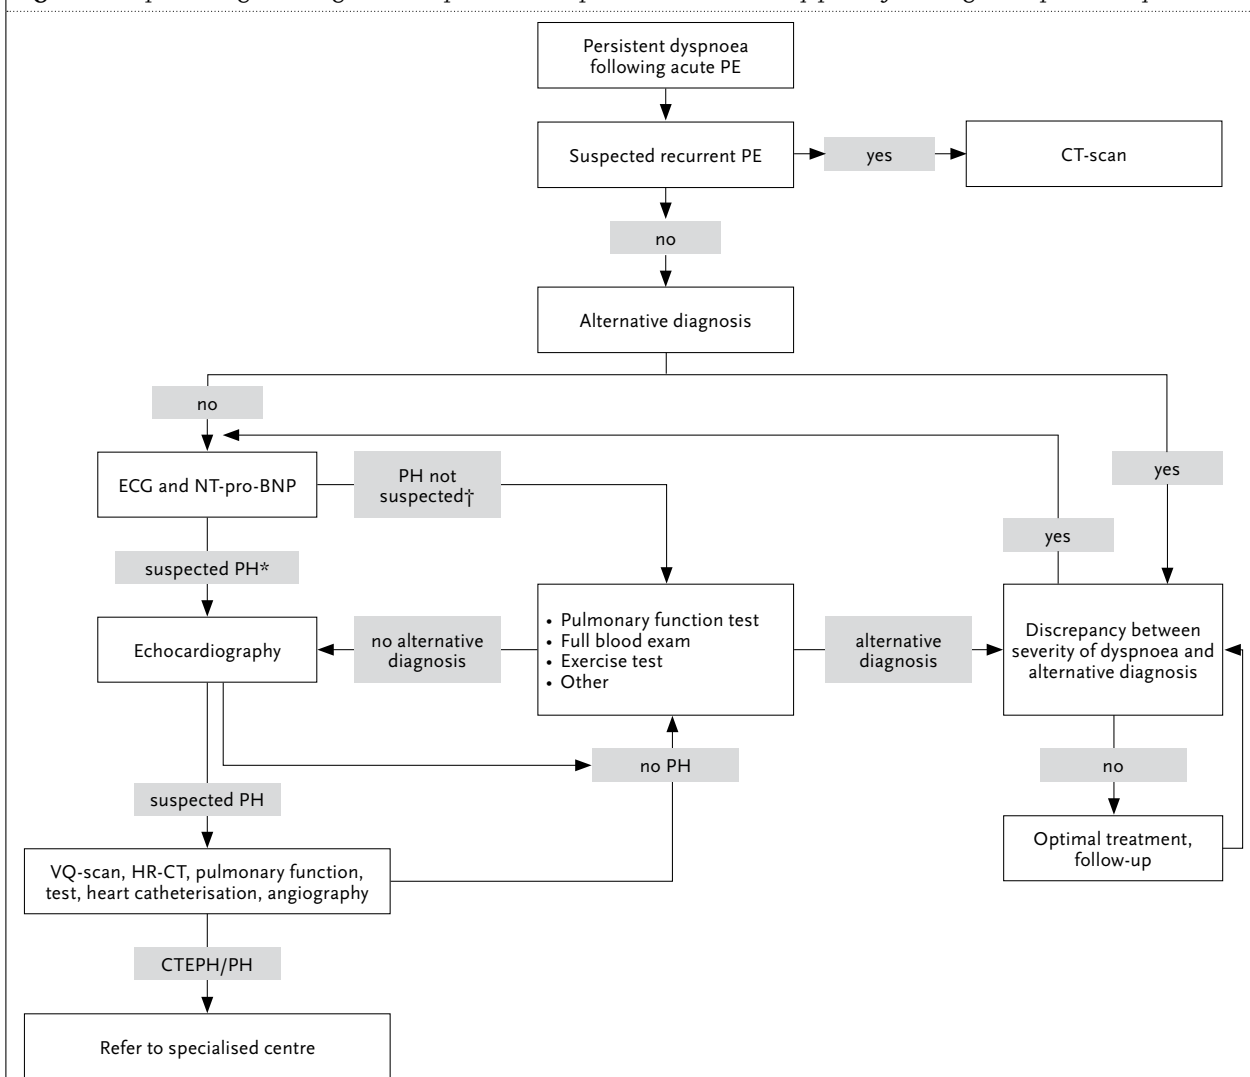 Persistent dyspnoea
following acute PE
Suspected recurrent PE
yes
CT-scan
no
Alternative diagnosis
no
yes
ECG and NT-pro-BNP
PH not
suspected†
yes
suspected PH*
Echocardiography
no alternative
diagnosis
• Pulmonary function test
• Full blood exam
• Exercise test
• Other
alternative
diagnosis
Discrepancy between
severity of dyspnoea and
alternative diagnosis
no PH
no
suspected PH
Optimal treatment,
follow-up
VQ-scan, HR-CT, pulmonary function,
test, heart catheterisation, angiography
CTEPH/PH
Refer to specialised centre